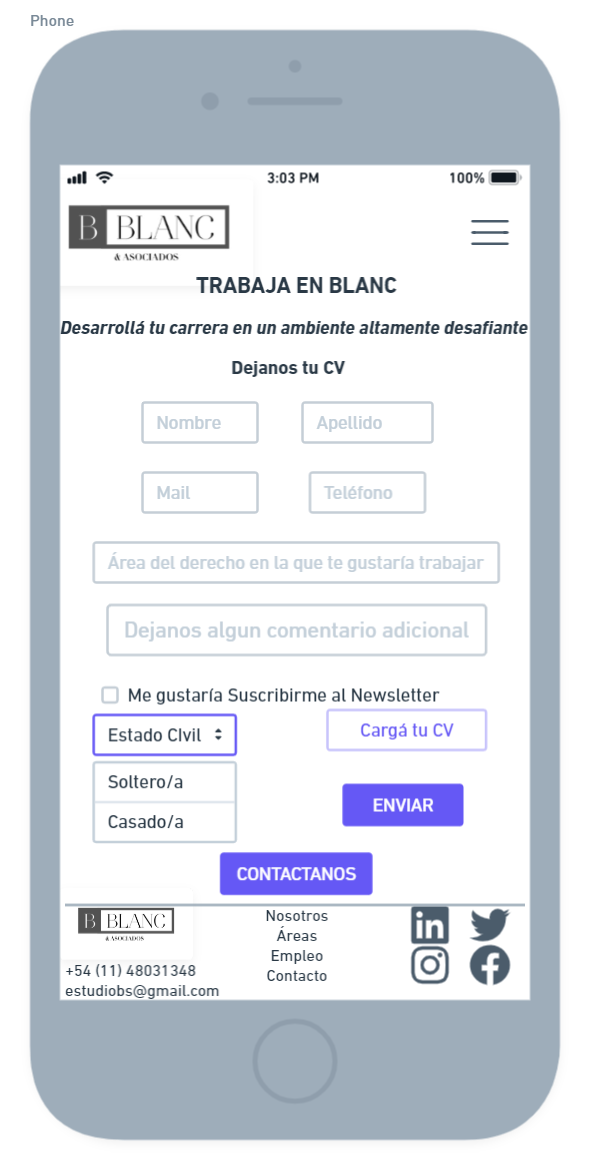 Phone
3:03 PM
100%
B BLANC
& ASOCIADOS
TRABAJA EN BLANC
Desarrollá tu carrera en un ambiente altamente desafiante
Dejanos tu CV
Nombre
Apellido
Mail
Teléfono
Área del derecho en la que te gustaría trabajar
Dejanos algun comentario adicional
Me gustaría Suscribirme al Newsletter
Estado CIvil
Cargá tu CV
Soltero/a
Casado/a
ENVIAR
CONTACTANOS
B BLANC
& ASOCIADOS
+54 (11) 48031348
estudiobs@gmail.com
Nosotros
Áreas
Empleo
Contacto
in